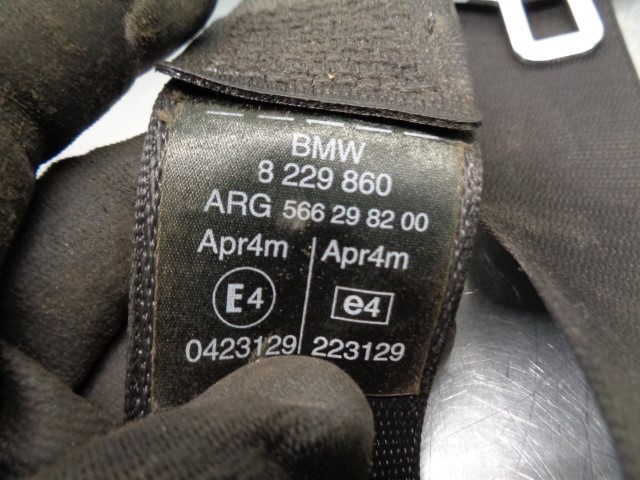 BMW
8 229 860
ARG 566 29 82 00
Apr4m Apr4m
E4 e4
0423129 223129